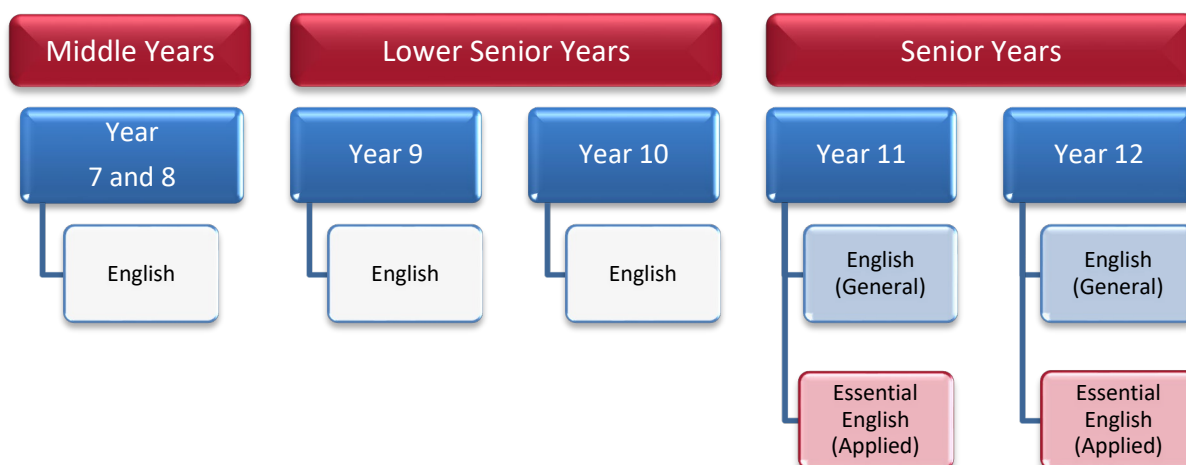 Middle Years
Lower Senior Years
Senior Years
Year
7 and 8
Year 9
Year 10
Year 11
Year 12
English
English
English
English
(General)
English
(General)
Essential
English
(Applied)
Essential
English
(Applied)